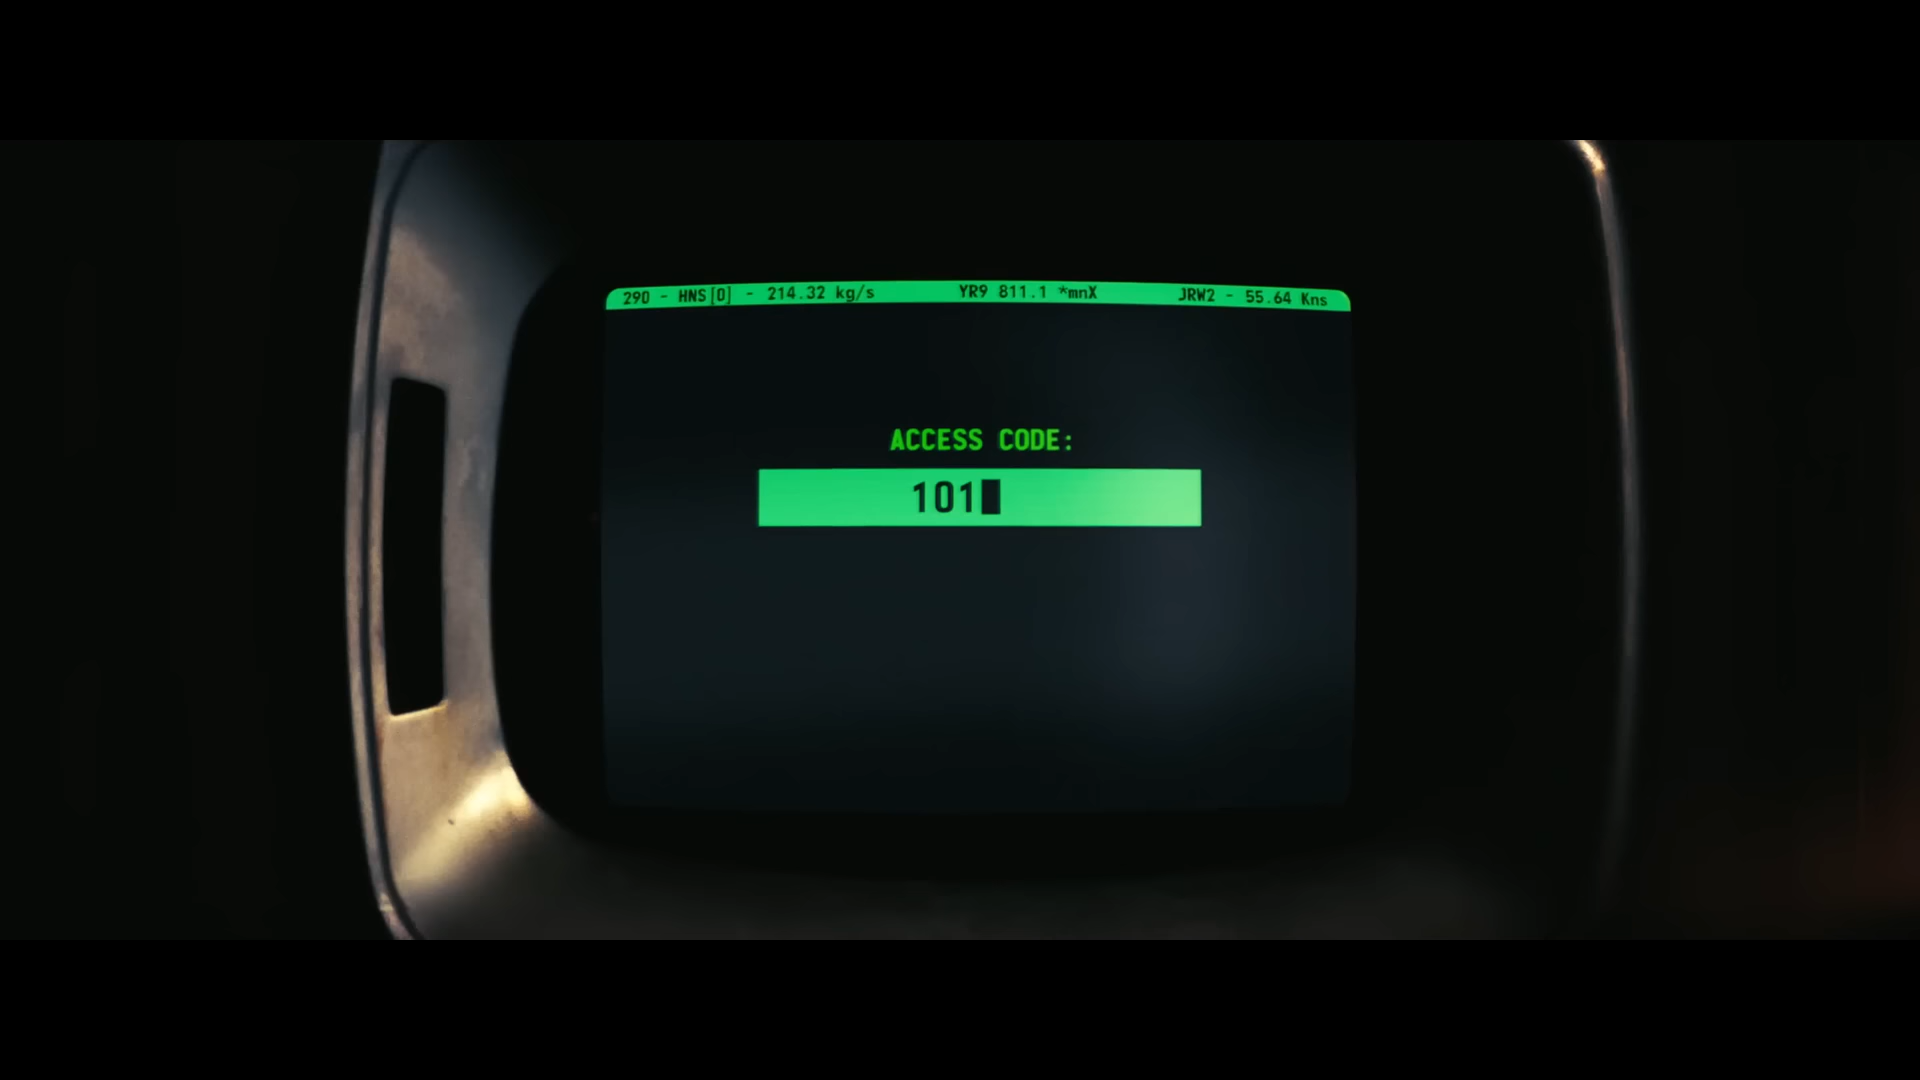 290 - HNS[0] - 214.32 kg/s YR9 811.1 *mnX JRW2 - 55.64 Kns
ACCESS CODE:
101